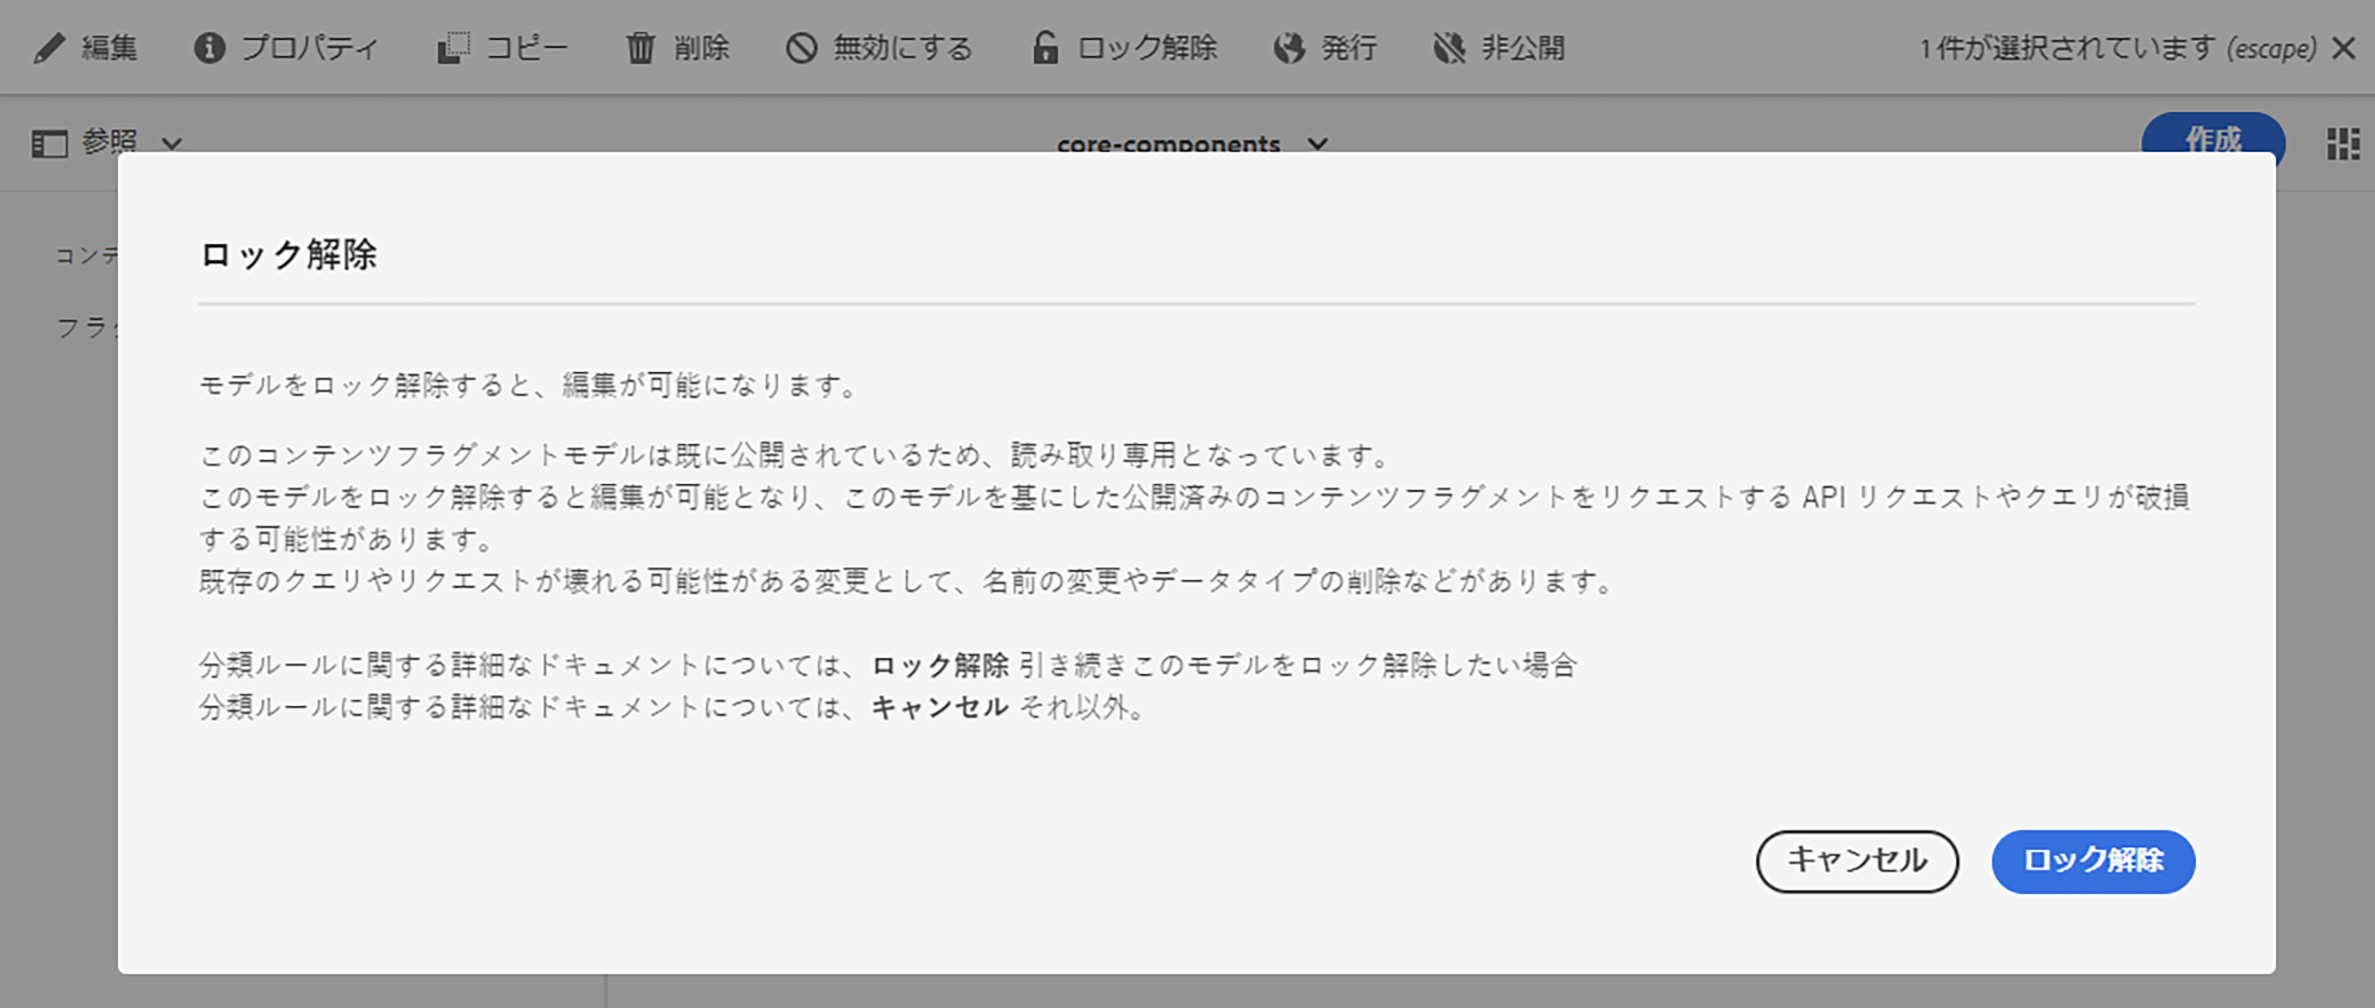 編集 プロパティ コピー 削除 無効にする ロック解除 発行 非公開 1 件が選択されています (escape)
参照 core-components 作成
コンテ
フラ
ロック解除
モデルをロック解除すると、編集が可能になります。
このコンテンツフラグメントモデルは既に公開されているため、読み取り専用となっています。
このモデルをロック解除すると編集が可能となり、このモデルを基にした公開済みのコンテンツフラグメントをリクエストする API リクエストやクエリが破損
する可能性があります。
既存のクエリやリクエストが壊れる可能性がある変更として、名前の変更やデータタイプの削除などがあります。
分類ルールに関する詳細なドキュメントについては、ロック解除 引き続きこのモデルをロック解除したい場合
分類ルールに関する詳細なドキュメントについては、キャンセル それ以外。
キャンセル ロック解除